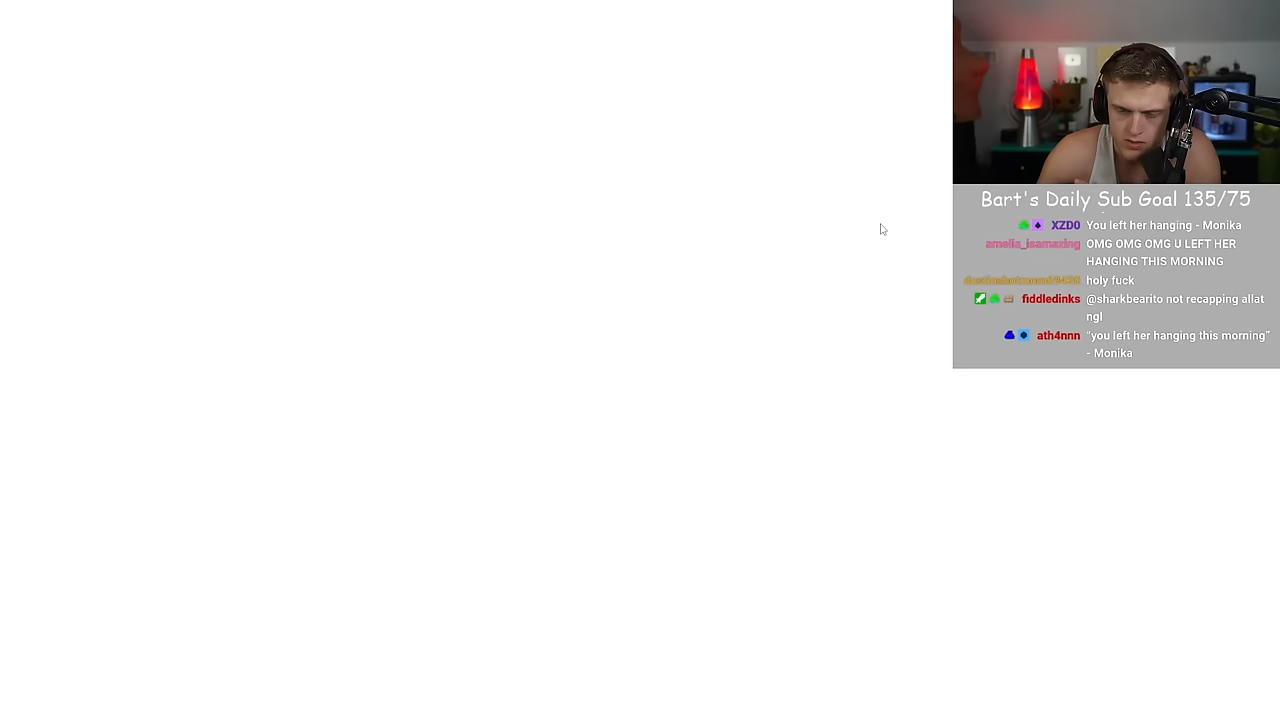 Bart's Daily Sub Goal 135/75
XZD0 You left her hanging - Monika
amelia_isamazing OMG OMG OMG U LEFT HER
HANGING THIS MORNING
holy fuck
fiddledinks @sharkbearito not recapping allat
ngl
ath4nnn "you left her hanging this morning"
- Monika